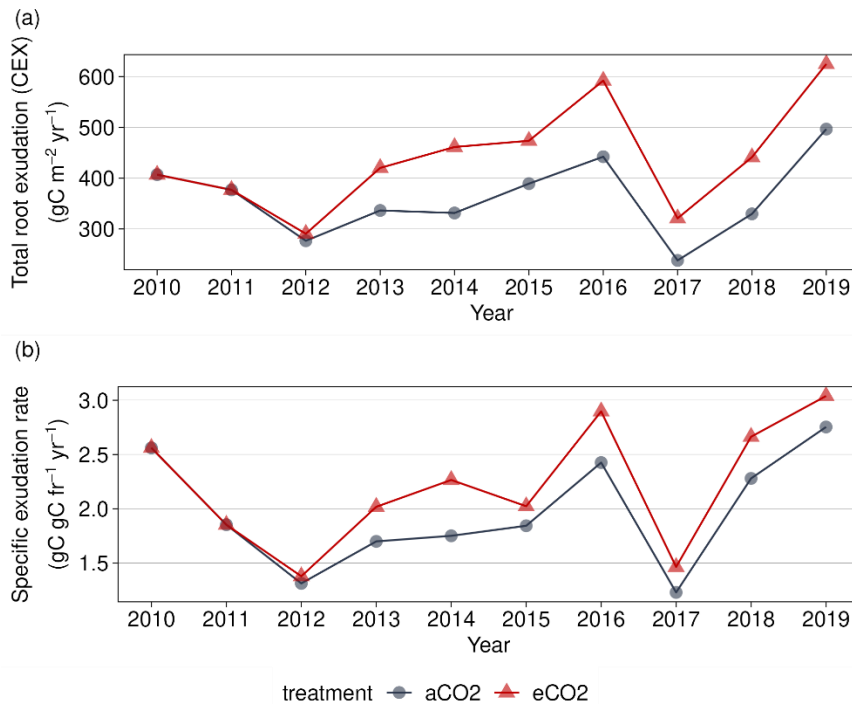 (a)
Total root exudation (CEX)
(gC m⁻² yr⁻¹)
600
500
400
300
2010 2011 2012 2013 2014 2015 2016 2017 2018 2019
Year
(b)
Specific exudation rate
(gC gC fr⁻¹ yr⁻¹)
3.0
2.5
2.0
1.5
2010 2011 2012 2013 2014 2015 2016 2017 2018 2019
Year
treatment aCO2 eCO2